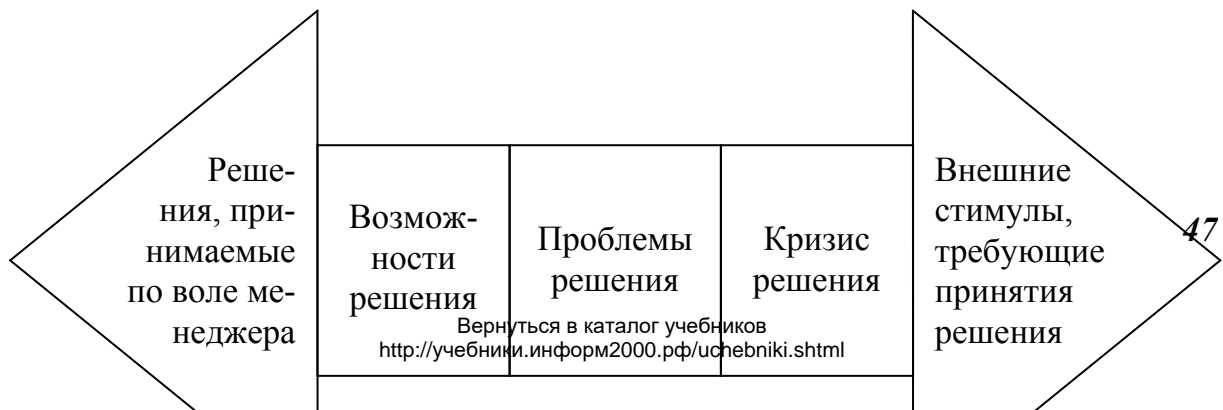 Реше-
ния, при-
нимаемые
по воле ме-
неджера
Возмож-
ности
решения
Проблемы
решения
Кризис
решения
Внешние
стимулы,
требующие
принятия
решения
47
Вернуться в каталог учебников
http://учебники.информ2000.рф/uchebniki.shtml